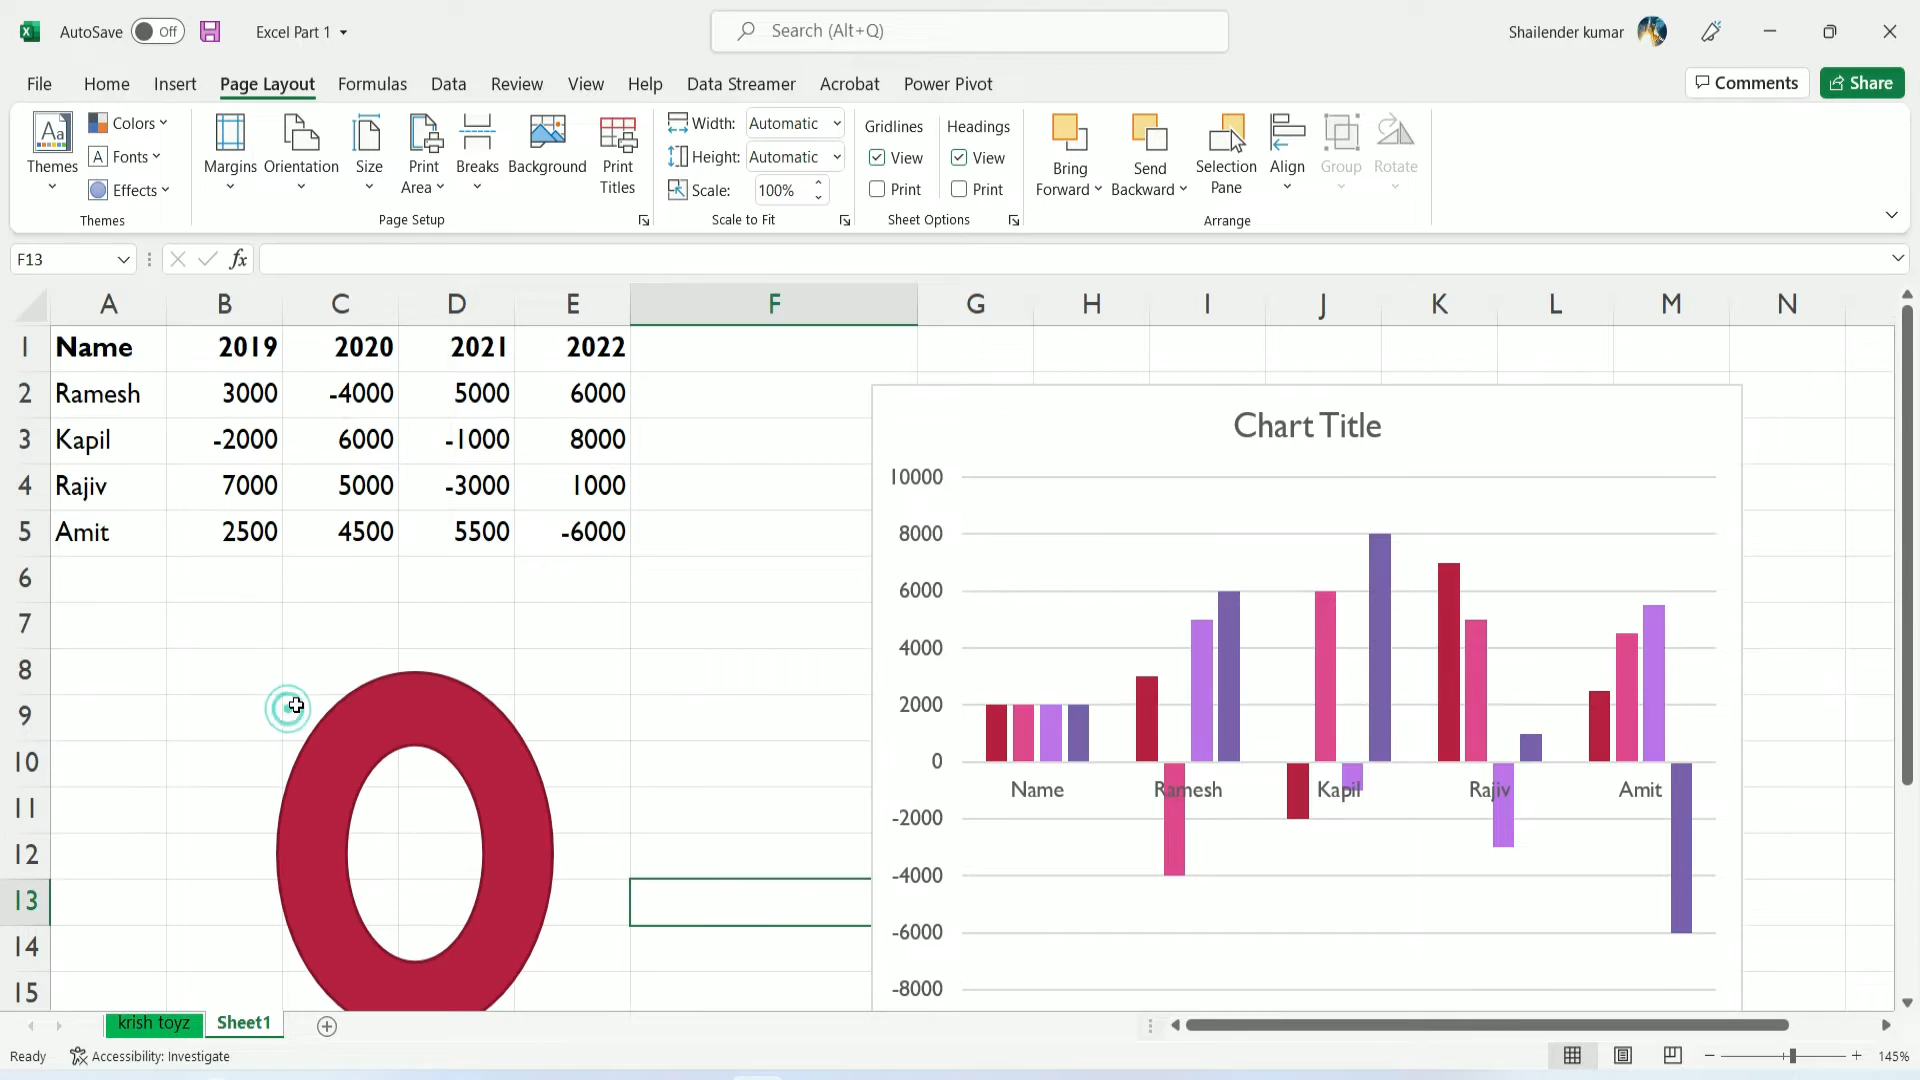 AutoSave Off Excel Part 1 Search (Alt+Q) Shailender kumar
File Home Insert Page Layout Formulas Data Review View Help Data Streamer Acrobat Power Pivot Comments Share
Themes
Colors
Fonts
Effects
Themes
Margins
Orientation
Size
Print
Area
Breaks
Background
Print
Titles
Page Setup
Width: Automatic
Height: Automatic
Scale: 100%
Scale to Fit
Gridlines
View
Print
Headings
View
Print
Sheet Options
Bring
Forward
Send
Backward
Selection
Pane
Align
Group
Rotate
Arrange
F13 fx
A B C D E F G H I J K L M N
1 Name 2019 2020 2021 2022
2 Ramesh 3000 -4000 5000 6000
3 Kapil -2000 6000 -1000 8000
4 Rajiv 7000 5000 -3000 1000
5 Amit 2500 4500 5500 -6000
6
7
8
9
10
11
12
13
14
15
Chart Title
10000
8000
6000
4000
2000
0
Name Ramesh Kapil Rajiv Amit
-2000
-4000
-6000
-8000
krish toyz Sheet1
Ready Accessibility: Investigate 145%